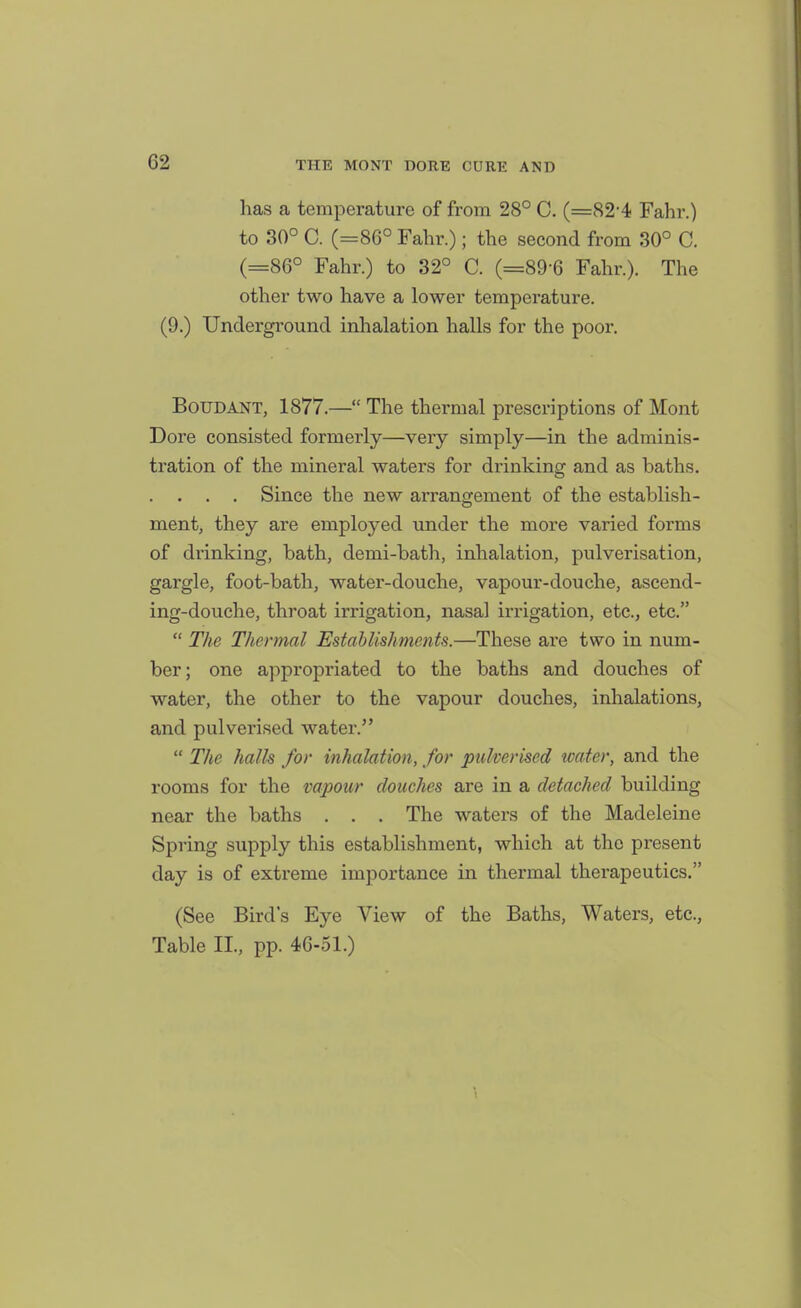 62 THE MONT DORE CURE AND
has a temperature of from 28° C. (=82·4 Fahr.)
to 30° C. (=86° Fahr.); the second from 30° C.
(=86° Fahr.) to 32° C. (=89·6 Fahr.). The
other two have a lower temperature.
(9.) Underground inhalation halls for the poor.
BOUDANT, 1877.—“ The thermal prescriptions of Mont
Dore consisted formerly—very simply—in the adminis-
tration of the mineral waters for drinking and as baths.
. . . . Since the new arrangement of the establish-
ment, they are employed under the more varied forms
of drinking, bath, demi-bath, inhalation, pulverisation,
gargle, foot-bath, water-douche, vapour-douche, ascend-
ing-douche, throat irrigation, nasal irrigation, etc., etc.”
“ The Thermal Establishments.—These are two in num-
ber; one appropriated to the baths and douches of
water, the other to the vapour douches, inhalations,
and pulverised water.”
“ The halls for inhalation, for pulverised water, and the
rooms for the vapour douches are in a detached building
near the baths . . . The waters of the Madeleine
Spring supply this establishment, which at the present
day is of extreme importance in thermal therapeutics.”
(See Bird's Eye View of the Baths, Waters, etc.,
Table II., pp. 46-51.)